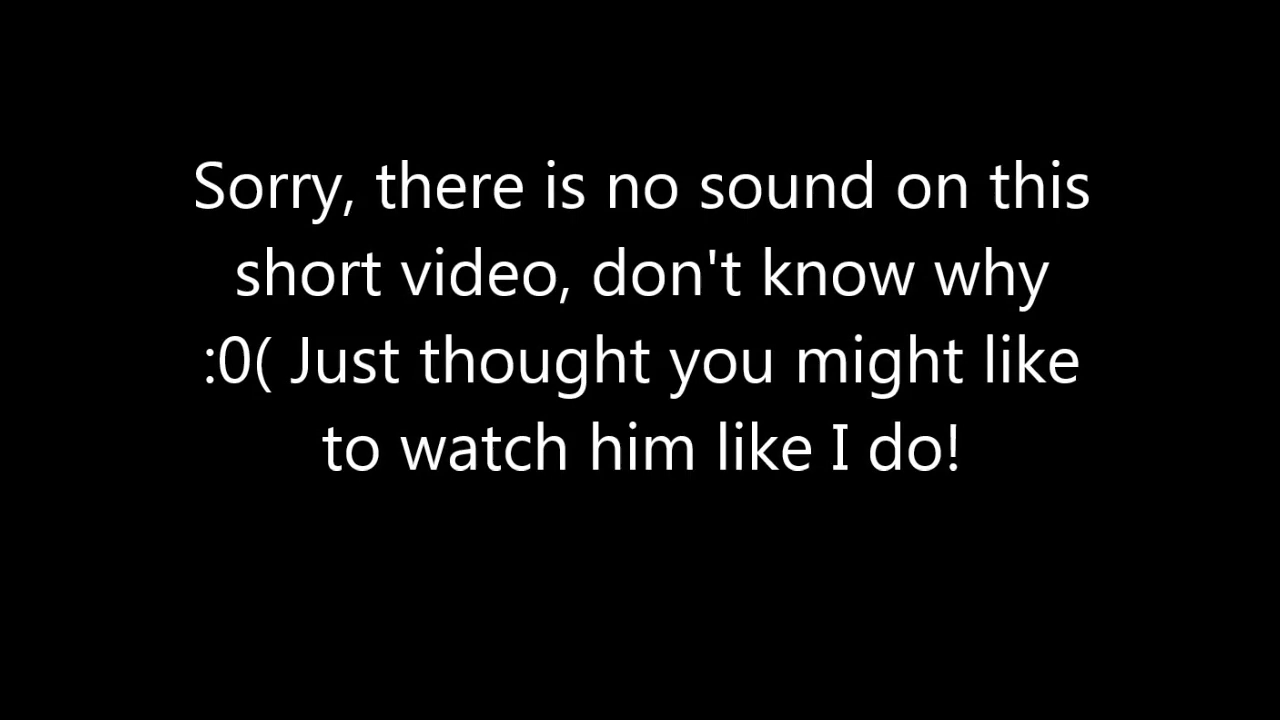 Sorry, there is no sound on this
short video, don't know why
:0( Just thought you might like
to watch him like I do!